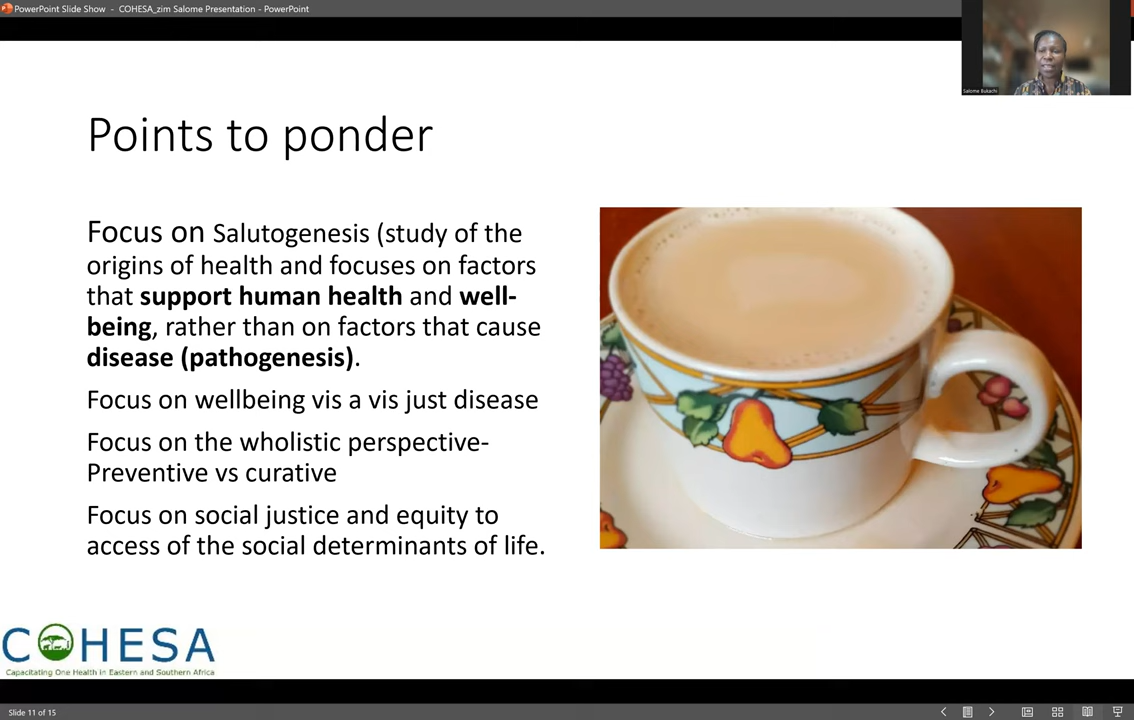 PowerPoint Slide Show - COHESA_zim Salome Presentation - PowerPoint
Salome Bukachi
Points to ponder
Focus on Salutogenesis (study of the
origins of health and focuses on factors
that support human health and well-
being, rather than on factors that cause
disease (pathogenesis).
Focus on wellbeing vis a vis just disease
Focus on the wholistic perspective-
Preventive vs curative
Focus on social justice and equity to
access of the social determinants of life.
COHESA
Capacitating One Health in Eastern and Southern Africa
Slide 11 of 15